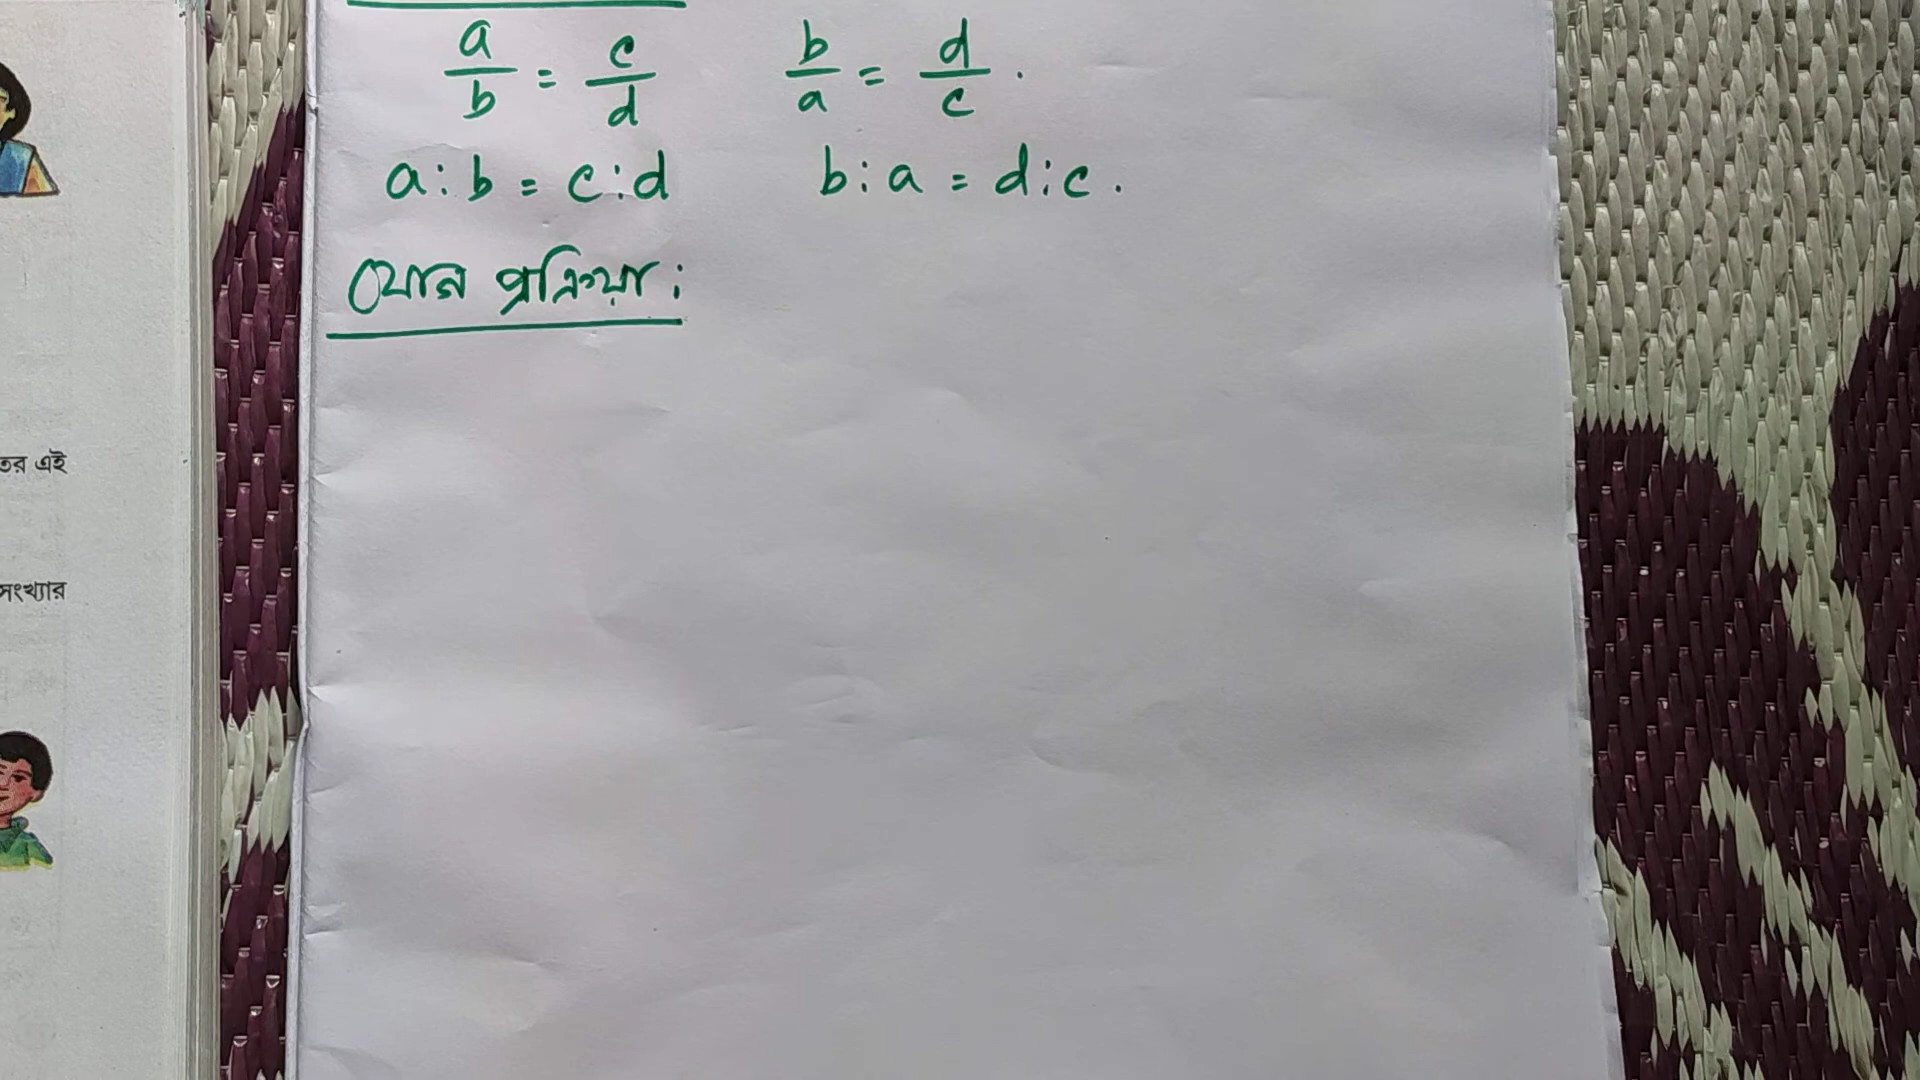 a/b = c/d    b/a = d/c .
a : b = c : d    b : a = d : c .
যোগ প্রক্রিয়া :
তর এই
সংখ্যার